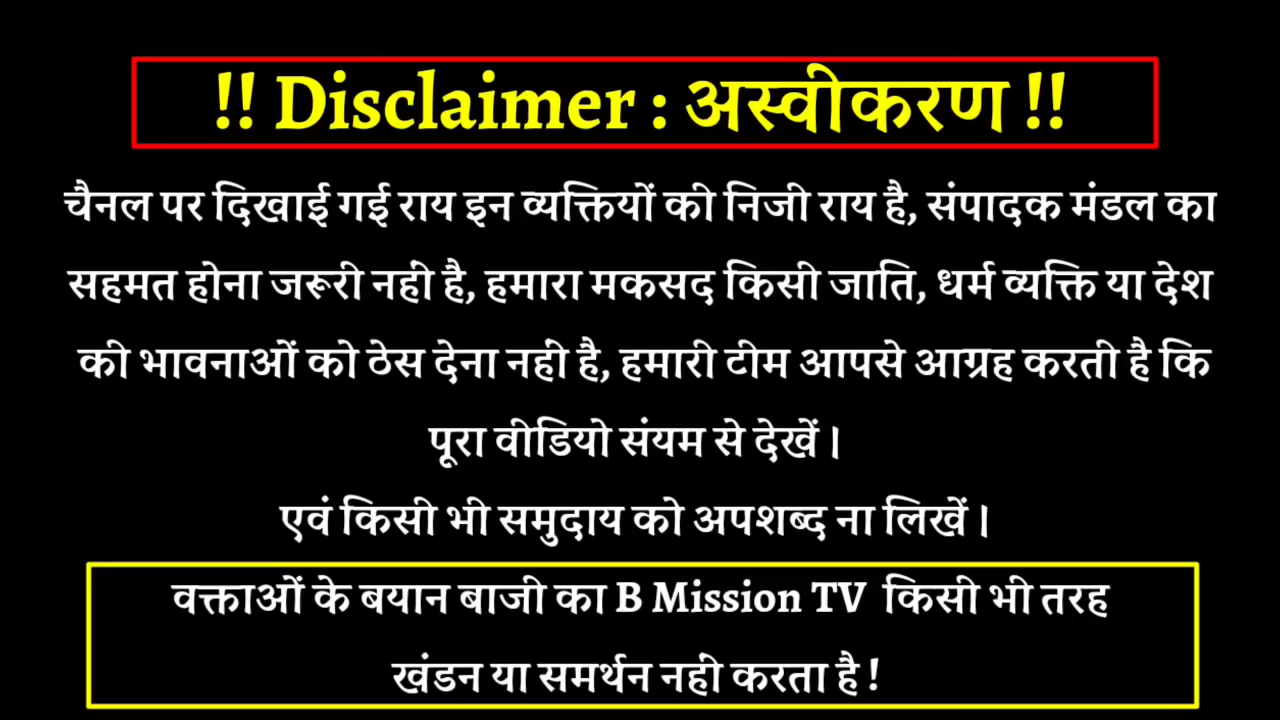 !! Disclaimer : अस्वीकरण !!
चैनल पर दिखाई गई राय इन व्यक्तियों की निजी राय है, संपादक मंडल का
सहमत होना जरूरी नहीं है, हमारा मकसद किसी जाति, धर्म व्यक्ति या देश
की भावनाओं को ठेस देना नहीं है, हमारी टीम आपसे आग्रह करती है कि
पूरा वीडियो संयम से देखें।
एवं किसी भी समुदाय को अपशब्द ना लिखें।
वक्ताओं के बयान बाजी का B Mission TV किसी भी तरह
खंडन या समर्थन नहीं करता है !